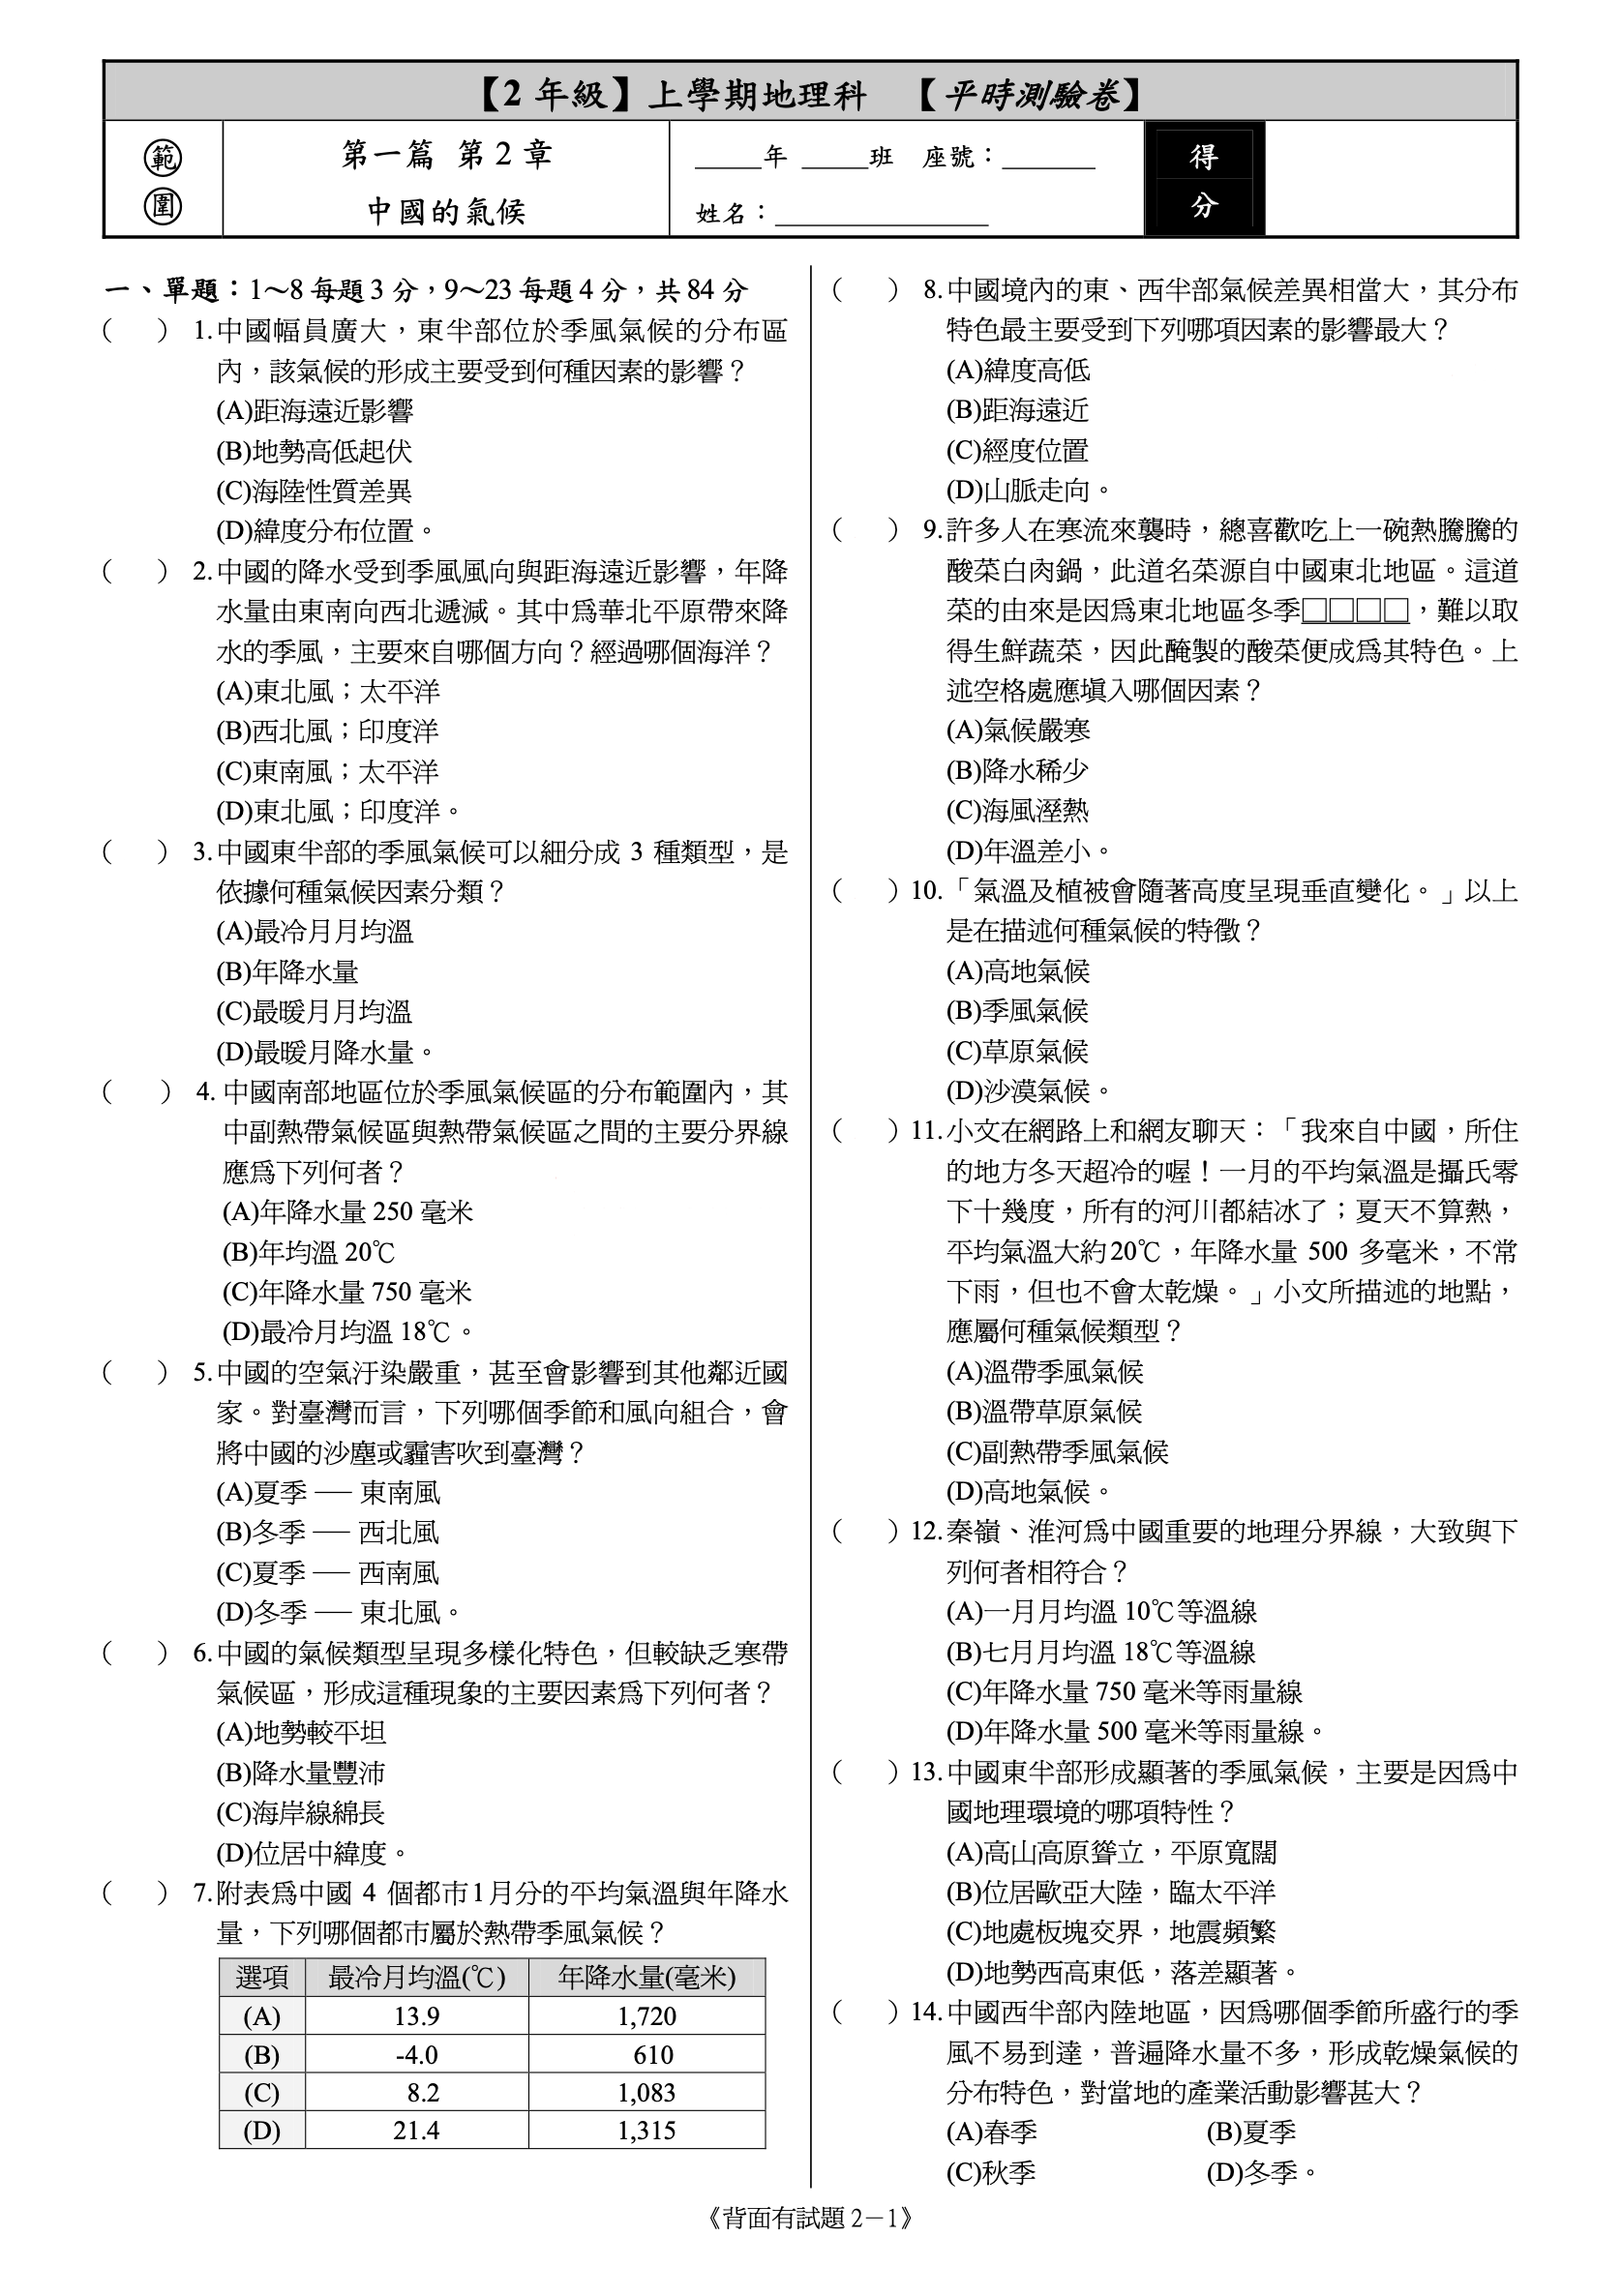 【2 年級】上學期地理科 【平時測驗卷】
範圍
第一篇 第 2 章
中國的氣候
_____年 _____班 座號：_______
姓名：________________
得分
一、單題：1～8 每題 3 分，9～23 每題 4 分，共 84 分
（　）1.中國幅員廣大，東半部位於季風氣候的分布區
內，該氣候的形成主要受到何種因素的影響？
(A)距海遠近影響
(B)地勢高低起伏
(C)海陸性質差異
(D)緯度分布位置。
（　）2.中國的降水受到季風風向與距海遠近影響，年降
水量由東南向西北遞減。其中為華北平原帶來降
水的季風，主要來自哪個方向？經過哪個海洋？
(A)東北風；太平洋
(B)西北風；印度洋
(C)東南風；太平洋
(D)東北風；印度洋。
（　）3.中國東半部的季風氣候可以細分成 3 種類型，是
依據何種氣候因素分類？
(A)最冷月月均溫
(B)年降水量
(C)最暖月月均溫
(D)最暖月降水量。
（　）4. 中國南部地區位於季風氣候區的分布範圍內，其
中副熱帶氣候區與熱帶氣候區之間的主要分界線
應為下列何者？
(A)年降水量 250 毫米
(B)年均溫 20℃
(C)年降水量 750 毫米
(D)最冷月均溫 18℃。
（　）5.中國的空氣汙染嚴重，甚至會影響到其他鄰近國
家。對臺灣而言，下列哪個季節和風向組合，會
將中國的沙塵或霾害吹到臺灣？
(A)夏季 ── 東南風
(B)冬季 ── 西北風
(C)夏季 ── 西南風
(D)冬季 ── 東北風。
（　）6.中國的氣候類型呈現多樣化特色，但較缺乏寒帶
氣候區，形成這種現象的主要因素為下列何者？
(A)地勢較平坦
(B)降水量豐沛
(C)海岸線綿長
(D)位居中緯度。
（　）7.附表為中國 4 個都市1月分的平均氣溫與年降水
量，下列哪個都市屬於熱帶季風氣候？
選項 最冷月均溫(℃) 年降水量(毫米)
(A) 13.9 1,720
(B) -4.0 610
(C) 8.2 1,083
(D) 21.4 1,315
（　）8.中國境內的東、西半部氣候差異相當大，其分布
特色最主要受到下列哪項因素的影響最大？
(A)緯度高低
(B)距海遠近
(C)經度位置
(D)山脈走向。
（　）9.許多人在寒流來襲時，總喜歡吃上一碗熱騰騰的
酸菜白肉鍋，此道名菜源自中國東北地區。這道
菜的由來是因為東北地區冬季□□□□，難以取
得生鮮蔬菜，因此醃製的酸菜便成為其特色。上
述空格處應填入哪個因素？
(A)氣候嚴寒
(B)降水稀少
(C)海風溼熱
(D)年溫差小。
（　）10.「氣溫及植被會隨著高度呈現垂直變化。」以上
是在描述何種氣候的特徵？
(A)高地氣候
(B)季風氣候
(C)草原氣候
(D)沙漠氣候。
（　）11.小文在網路上和網友聊天：「我來自中國，所住
的地方冬天超冷的喔！一月的平均氣溫是攝氏零
下十幾度，所有的河川都結冰了；夏天不算熱，
平均氣溫大約20℃，年降水量 500 多毫米，不常
下雨，但也不會太乾燥。」小文所描述的地點，
應屬何種氣候類型？
(A)溫帶季風氣候
(B)溫帶草原氣候
(C)副熱帶季風氣候
(D)高地氣候。
（　）12.秦嶺、淮河為中國重要的地理分界線，大致與下
列何者相符合？
(A)一月月均溫 10℃等溫線
(B)七月月均溫 18℃等溫線
(C)年降水量 750 毫米等雨量線
(D)年降水量 500 毫米等雨量線。
（　）13.中國東半部形成顯著的季風氣候，主要是因為中
國地理環境的哪項特性？
(A)高山高原聳立，平原寬闊
(B)位居歐亞大陸，臨太平洋
(C)地處板塊交界，地震頻繁
(D)地勢西高東低，落差顯著。
（　）14.中國西半部內陸地區，因為哪個季節所盛行的季
風不易到達，普遍降水量不多，形成乾燥氣候的
分布特色，對當地的產業活動影響甚大？
(A)春季 (B)夏季
(C)秋季 (D)冬季。
《背面有試題 2－1》